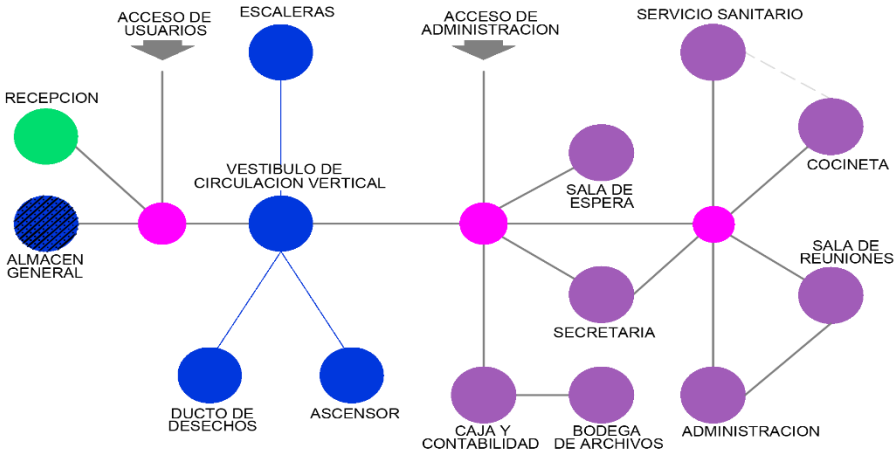 ESCALERAS
ACCESO DE
USUARIOS
ACCESO DE
ADMINISTRACION
SERVICIO SANITARIO
RECEPCION
VESTIBULO DE
CIRCULACION VERTICAL
SALA DE
ESPERA
COCINETA
ALMACEN
GENERAL
SALA DE
REUNIONES
SECRETARIA
DUCTO DE
DESECHOS
ASCENSOR
CAJA Y
CONTABILIDAD
BODEGA
DE ARCHIVOS
ADMINISTRACION